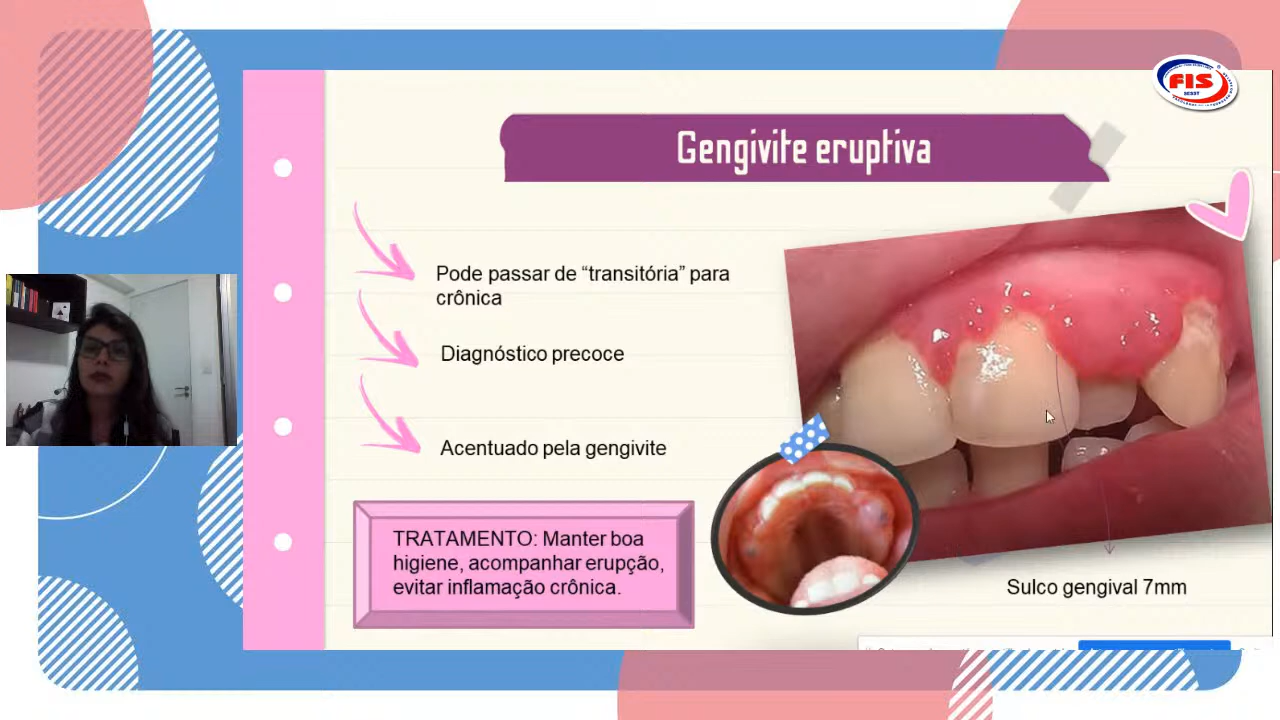 FIS
Gengivite eruptiva
Pode passar de “transitória” para
crônica
Diagnóstico precoce
Acentuado pela gengivite
TRATAMENTO: Manter boa
higiene, acompanhar erupção,
evitar inflamação crônica.
Sulco gengival 7mm